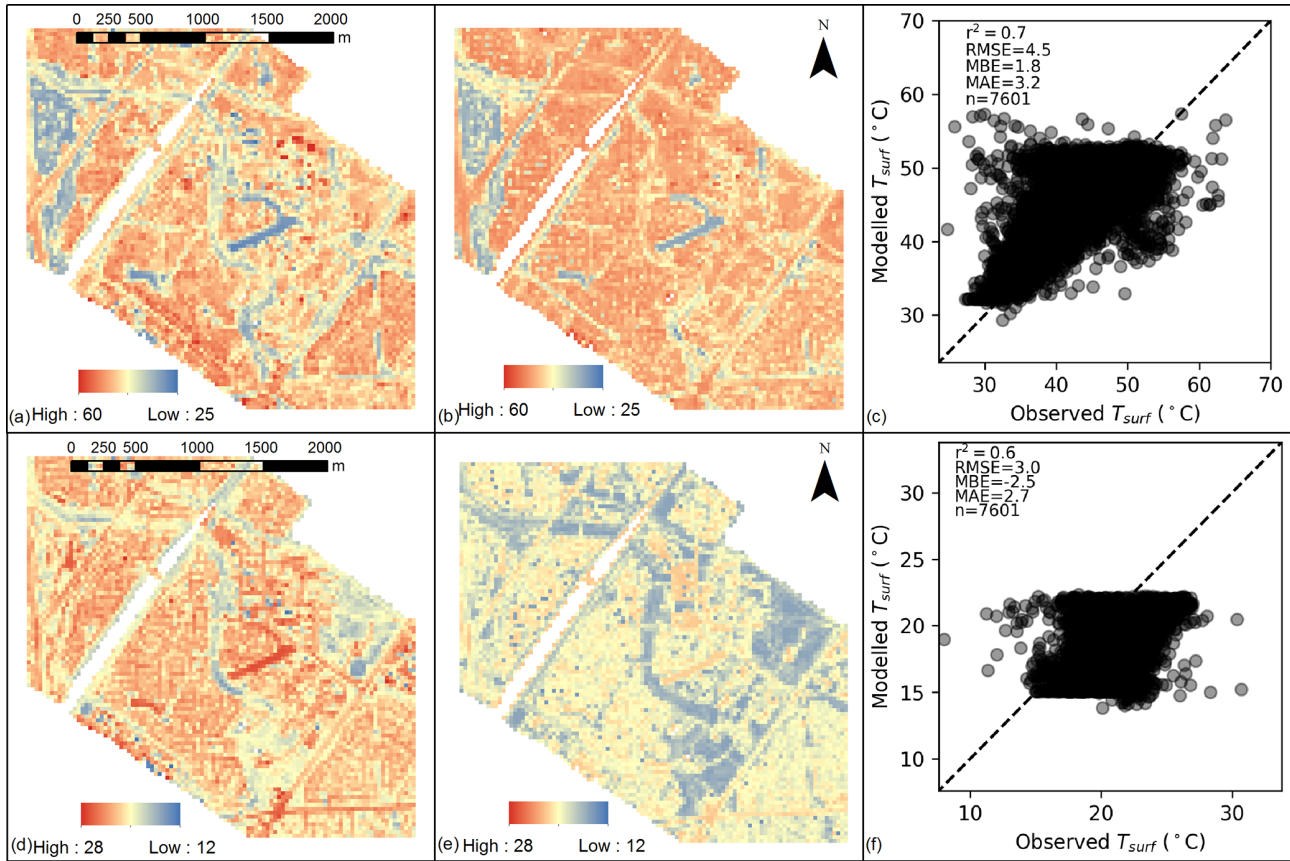 0 250 500 1000 1500 2000
m
(a) High : 60 Low : 25
N
(b) High : 60 Low : 25
70
60
50
40
30
Modelled T_surf (°C)
r² = 0.7
RMSE=4.5
MBE=1.8
MAE=3.2
n=7601
30 40 50 60 70
(c) Observed T_surf (°C)
0 250 500 1000 1500 2000
m
(d) High : 28 Low : 12
N
(e) High : 28 Low : 12
30
25
20
15
10
Modelled T_surf (°C)
r² = 0.6
RMSE=3.0
MBE=-2.5
MAE=2.7
n=7601
10 20 30
(f) Observed T_surf (°C)